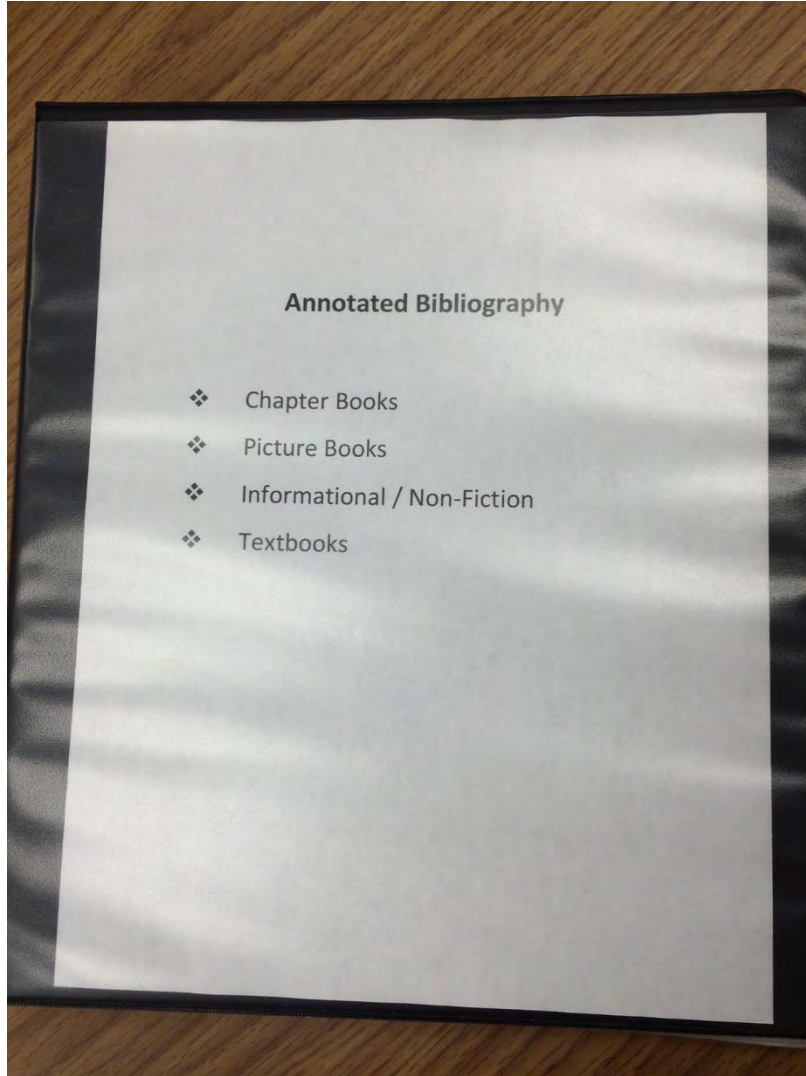 Annotated Bibliography
❖ Chapter Books
❖ Picture Books
❖ Informational / Non-Fiction
❖ Textbooks